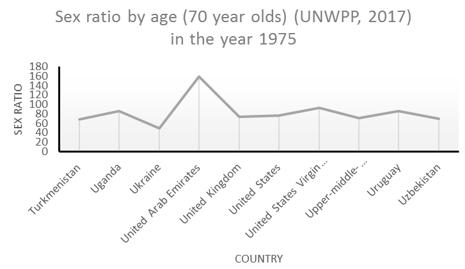 Sex ratio by age (70 year olds) (UNWPP, 2017)
in the year 1975
SEX RATIO
180
160
140
120
100
80
60
40
20
0
Turkmenistan
Uganda
Ukraine
United Arab Emirates
United Kingdom
United States
United States Virgin...
Upper-middle-...
Uruguay
Uzbekistan
COUNTRY